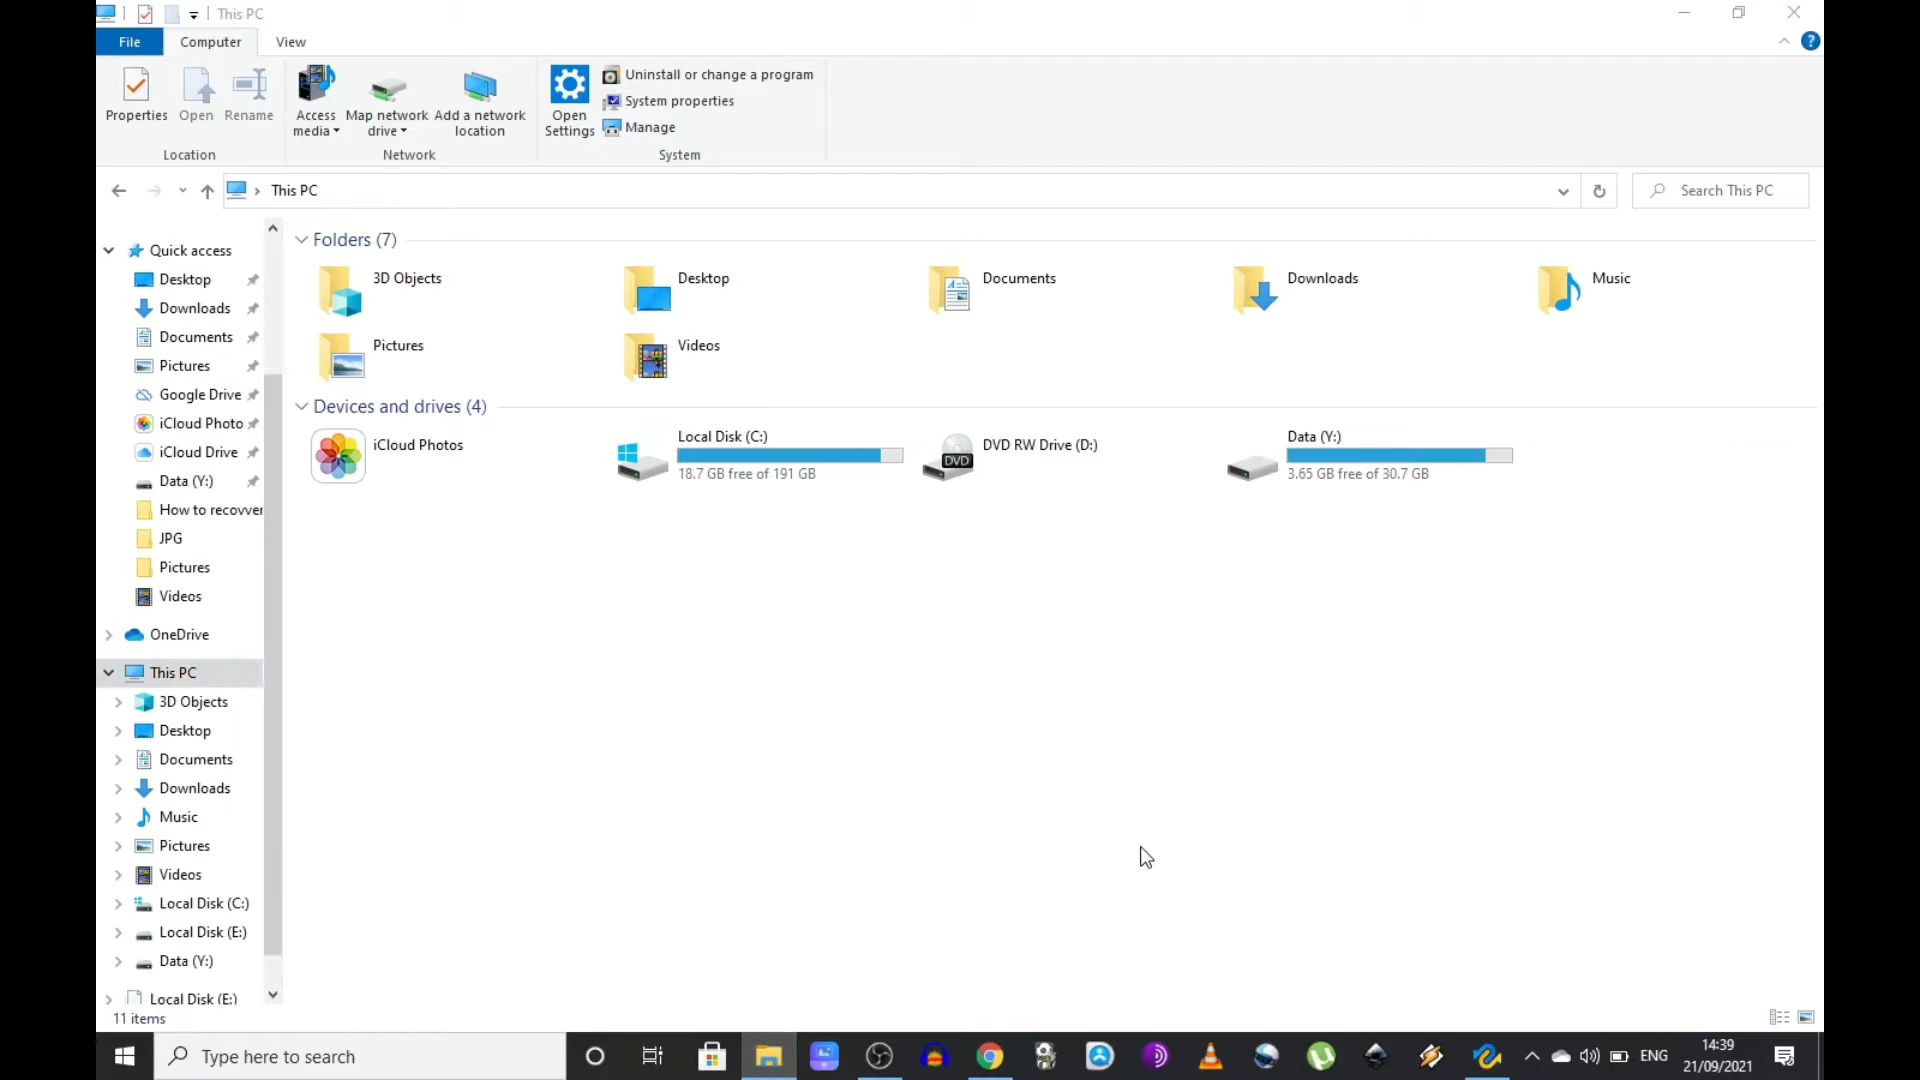 This PC
File
Computer
View
Properties
Open
Rename
Access
media
Map network
drive
Add a network
location
Open
Settings
Uninstall or change a program
System properties
Manage
Location
Network
System
This PC
Search This PC
Quick access
Desktop
Downloads
Documents
Pictures
Google Drive
iCloud Photo
iCloud Drive
Data (Y:)
How to recovver
JPG
Pictures
Videos
OneDrive
This PC
3D Objects
Desktop
Documents
Downloads
Music
Pictures
Videos
Local Disk (C:)
Local Disk (E:)
Data (Y:)
Local Disk (E:)
Folders (7)
3D Objects
Desktop
Documents
Downloads
Music
Pictures
Videos
Devices and drives (4)
iCloud Photos
Local Disk (C:)
18.7 GB free of 191 GB
DVD RW Drive (D:)
DVD
Data (Y:)
3.65 GB free of 30.7 GB
11 items
Type here to search
ENG
14:39
21/09/2021